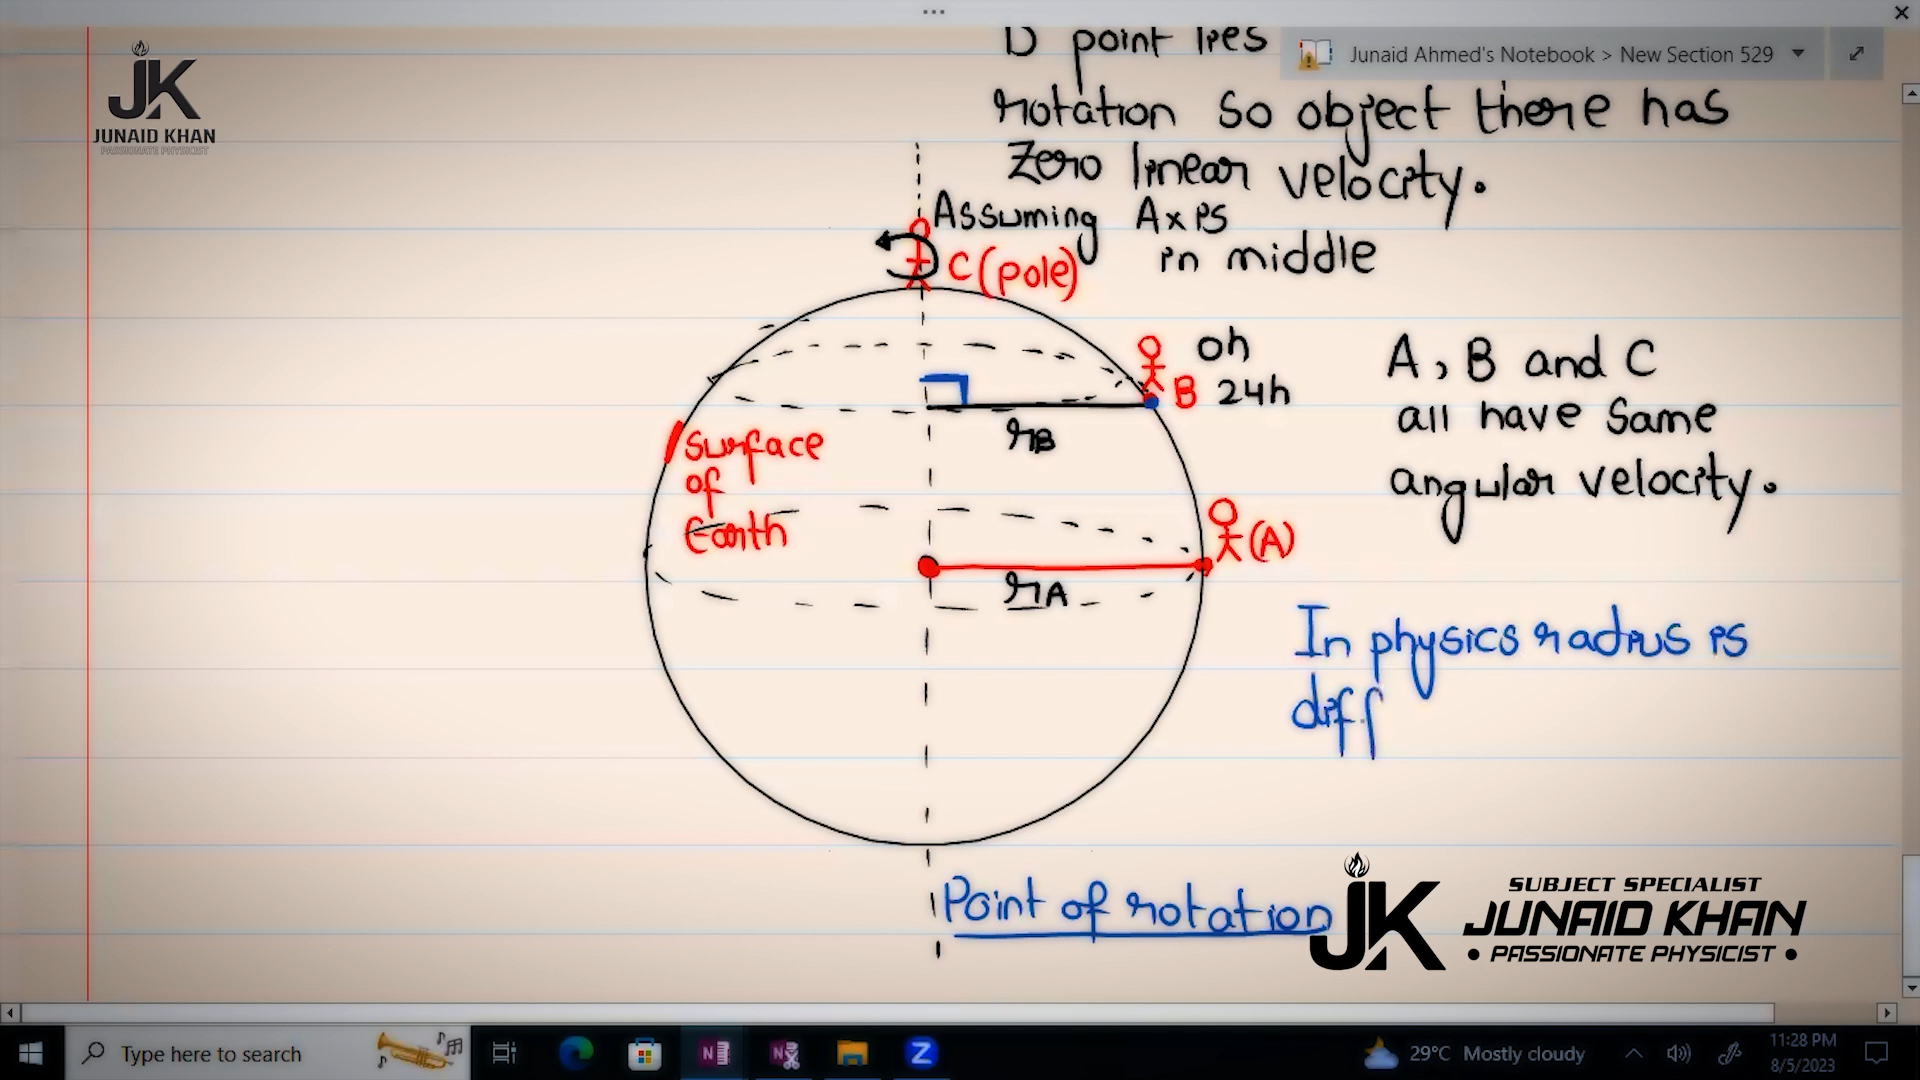 ...
D point lies
Junaid Ahmed's Notebook > New Section 529
JK
JUNAID KHAN
PASSIONATE PHYSICIST
rotation so object there has
zero linear velocity.
Assuming Axis
in middle
C (pole)
0h
B 24h
A, B and C
all have same
angular velocity.
rB
Surface
of
Earth
(A)
rA
In physics radius is
diff
Point of rotation
JK
SUBJECT SPECIALIST
JUNAID KHAN
• PASSIONATE PHYSICIST •
Type here to search
29°C Mostly cloudy
11:28 PM
8/5/2023